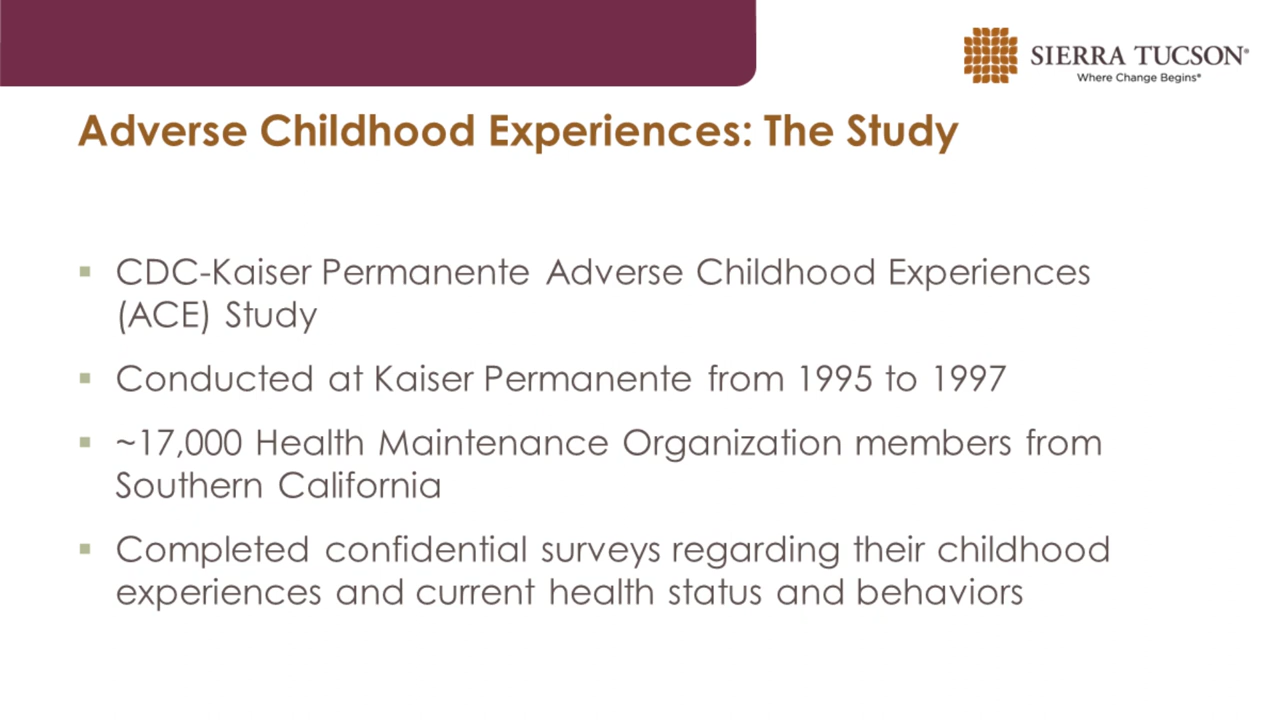 SIERRA TUCSON®
Where Change Begins®
Adverse Childhood Experiences: The Study
▪ CDC-Kaiser Permanente Adverse Childhood Experiences
(ACE) Study
▪ Conducted at Kaiser Permanente from 1995 to 1997
▪ ~17,000 Health Maintenance Organization members from
Southern California
▪ Completed confidential surveys regarding their childhood
experiences and current health status and behaviors